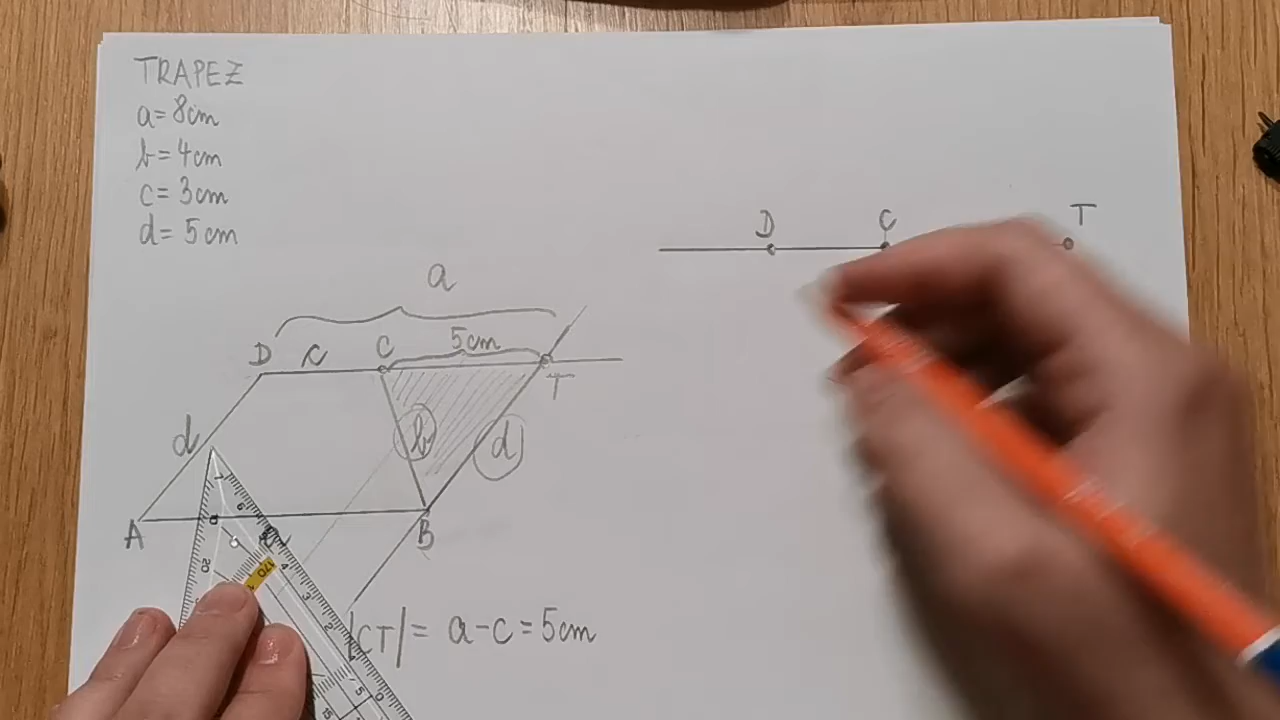 TRAPEZ
a = 8cm
b = 4cm
c = 3cm
d = 5cm
a
D c C 5cm
T
d b d
A B
|CT| = a - c = 5cm
D C T